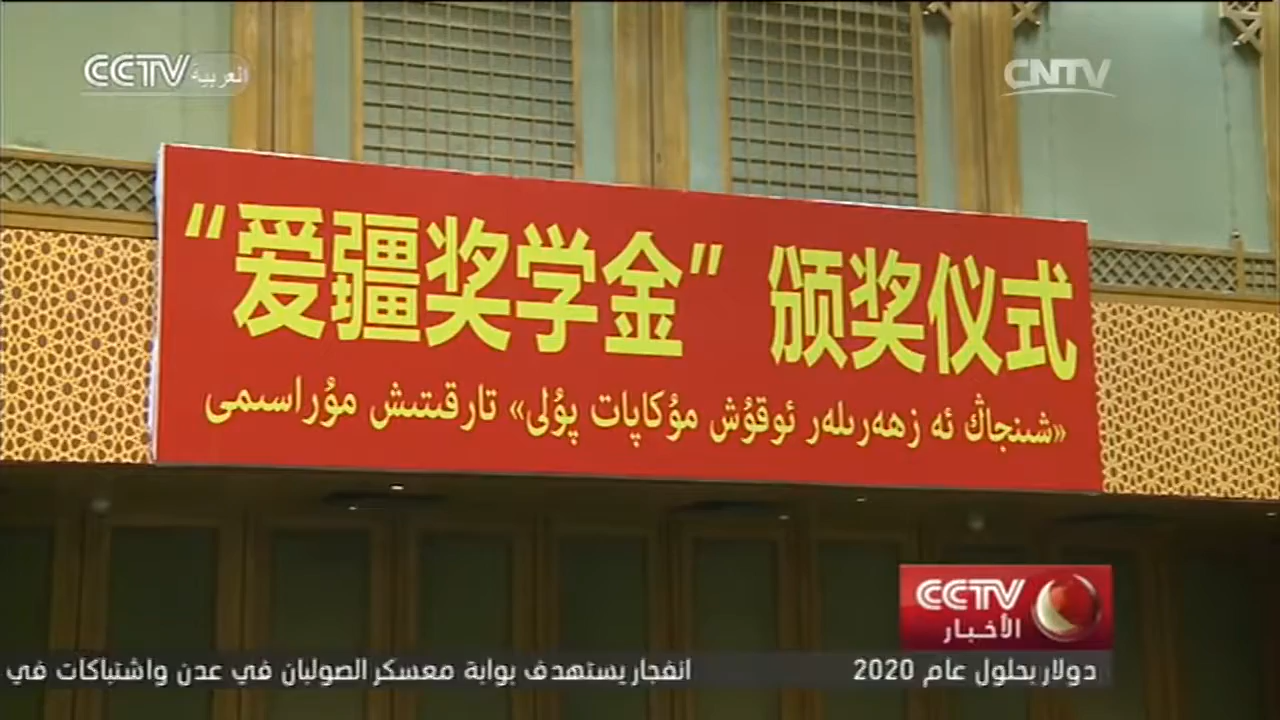 CCTV العربية
CNTV
“爱疆奖学金”颁奖仪式
«شىنجاڭ ئە زھەرىلەر ئوقۇش مۇكاپات پۇلى» تارقىتىش مۇراسىمى
CCTV
الأخبار
دولار بحلول عام 2020
انفجار يستهدف بوابة معسكر الصولبان في عدن واشتباكات في